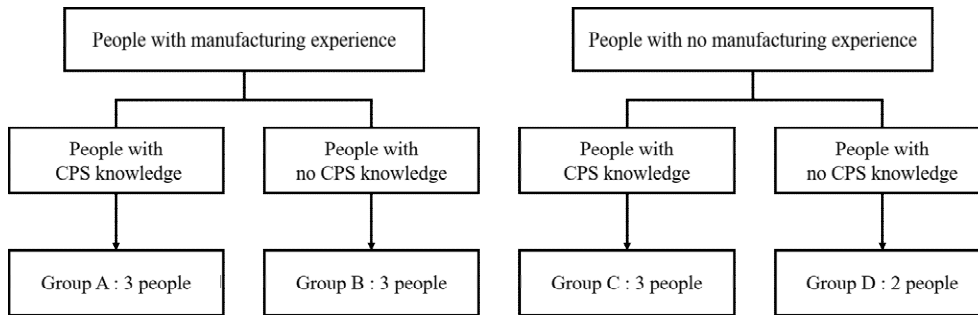 People with manufacturing experience
People with no manufacturing experience
People with
CPS knowledge
People with
no CPS knowledge
People with
CPS knowledge
People with
no CPS knowledge
Group A : 3 people
Group B : 3 people
Group C : 3 people
Group D : 2 people